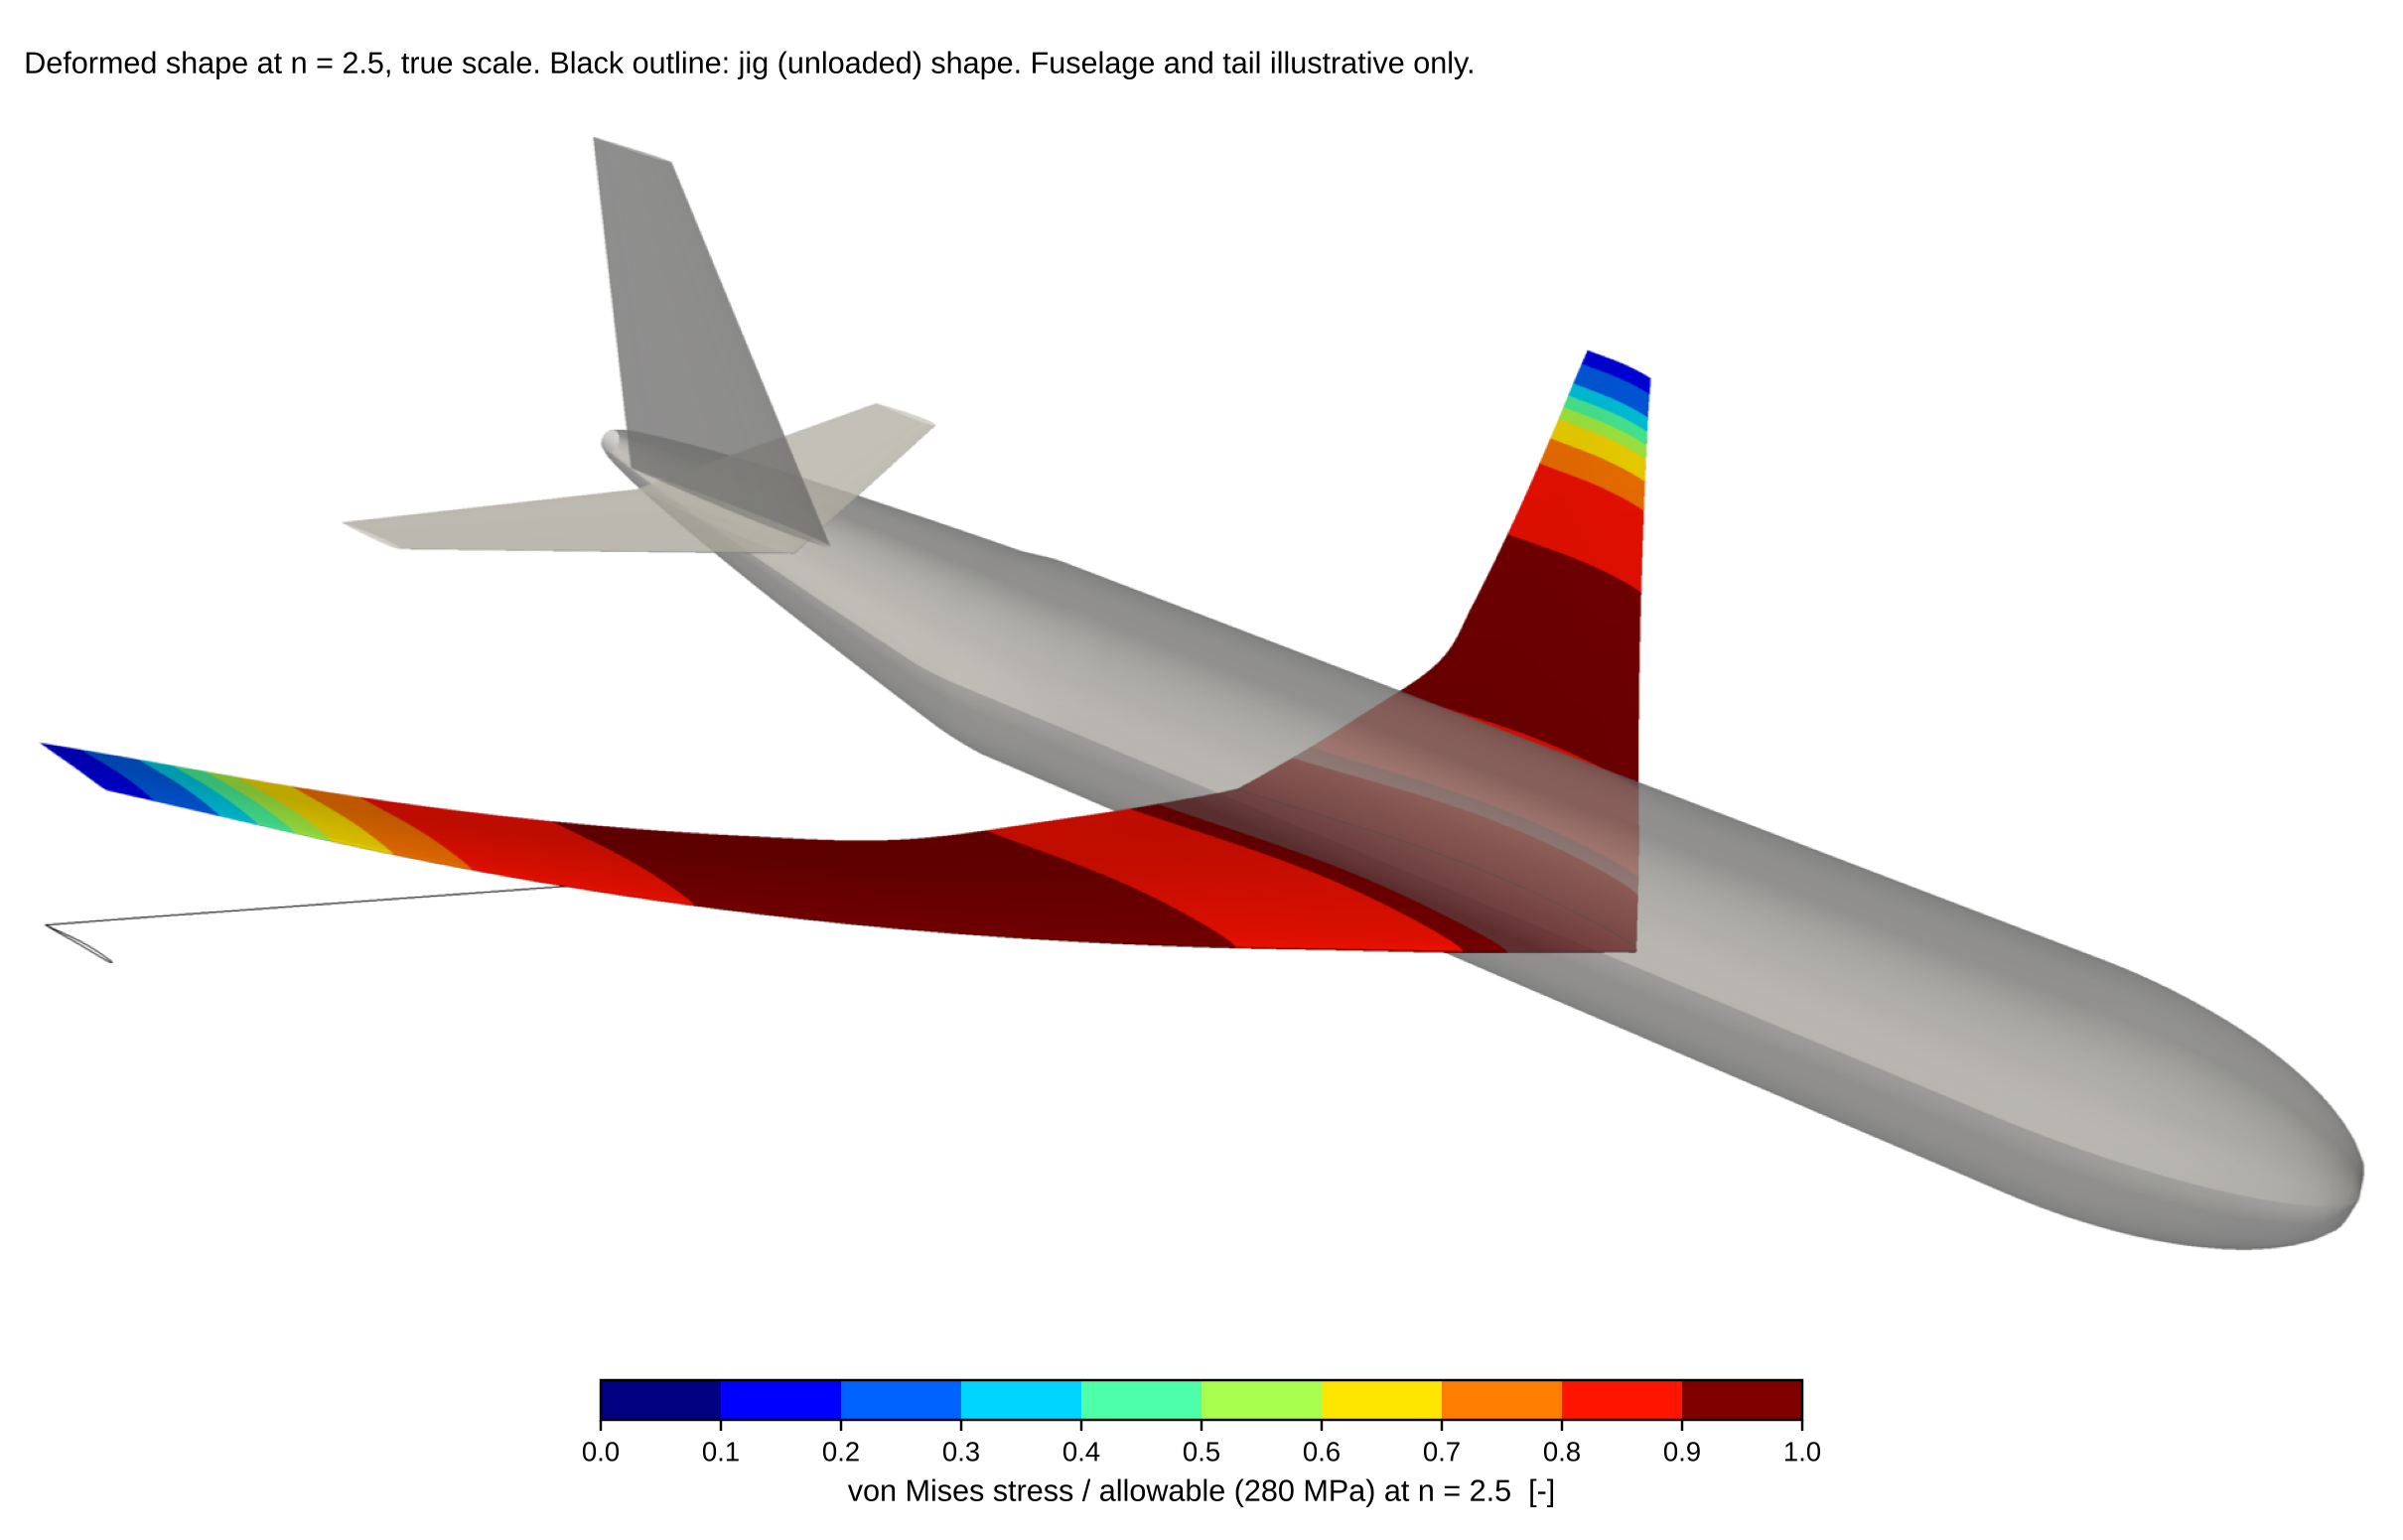 Deformed shape at n = 2.5, true scale. Black outline: jig (unloaded) shape. Fuselage and tail illustrative only.
0.0 0.1 0.2 0.3 0.4 0.5 0.6 0.7 0.8 0.9 1.0
von Mises stress / allowable (280 MPa) at n = 2.5 [-]